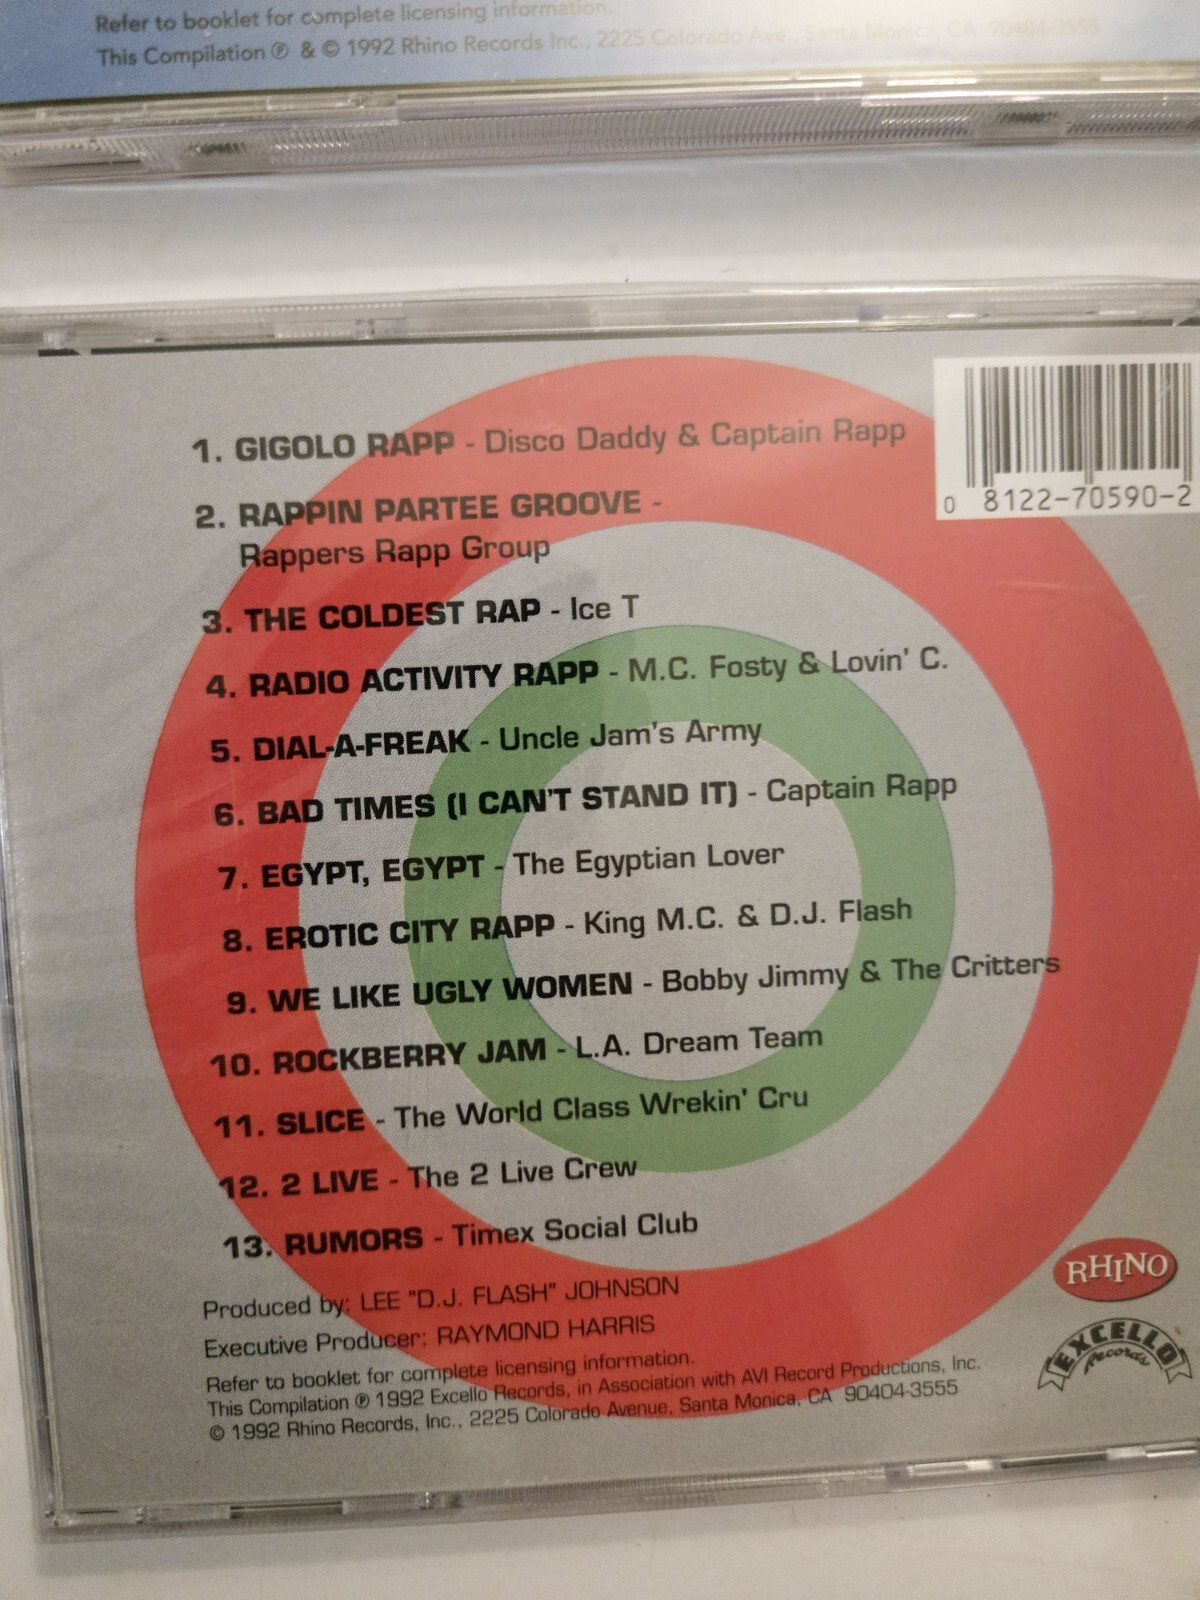 Refer to booklet for complete licensing information.
This Compilation ℗ & © 1992 Rhino Records Inc., 2225 Colorado Ave., Santa Monica, CA 90404-3555
0 8122-70590-2
1. GIGOLO RAPP - Disco Daddy & Captain Rapp
2. RAPPIN PARTEE GROOVE -
Rappers Rapp Group
3. THE COLDEST RAP - Ice T
4. RADIO ACTIVITY RAPP - M.C. Fosty & Lovin' C.
5. DIAL-A-FREAK - Uncle Jam's Army
6. BAD TIMES (I CAN'T STAND IT) - Captain Rapp
7. EGYPT, EGYPT - The Egyptian Lover
8. EROTIC CITY RAPP - King M.C. & D.J. Flash
9. WE LIKE UGLY WOMEN - Bobby Jimmy & The Critters
10. ROCKBERRY JAM - L.A. Dream Team
11. SLICE - The World Class Wrekin' Cru
12. 2 LIVE - The 2 Live Crew
13. RUMORS - Timex Social Club
Produced by: LEE "D.J. FLASH" JOHNSON
Executive Producer: RAYMOND HARRIS
Refer to booklet for complete licensing information.
This Compilation ℗ 1992 Excello Records, in Association with AVI Record Productions, Inc.
© 1992 Rhino Records, Inc., 2225 Colorado Avenue, Santa Monica, CA 90404-3555
RHINO
EXCELLO
Records